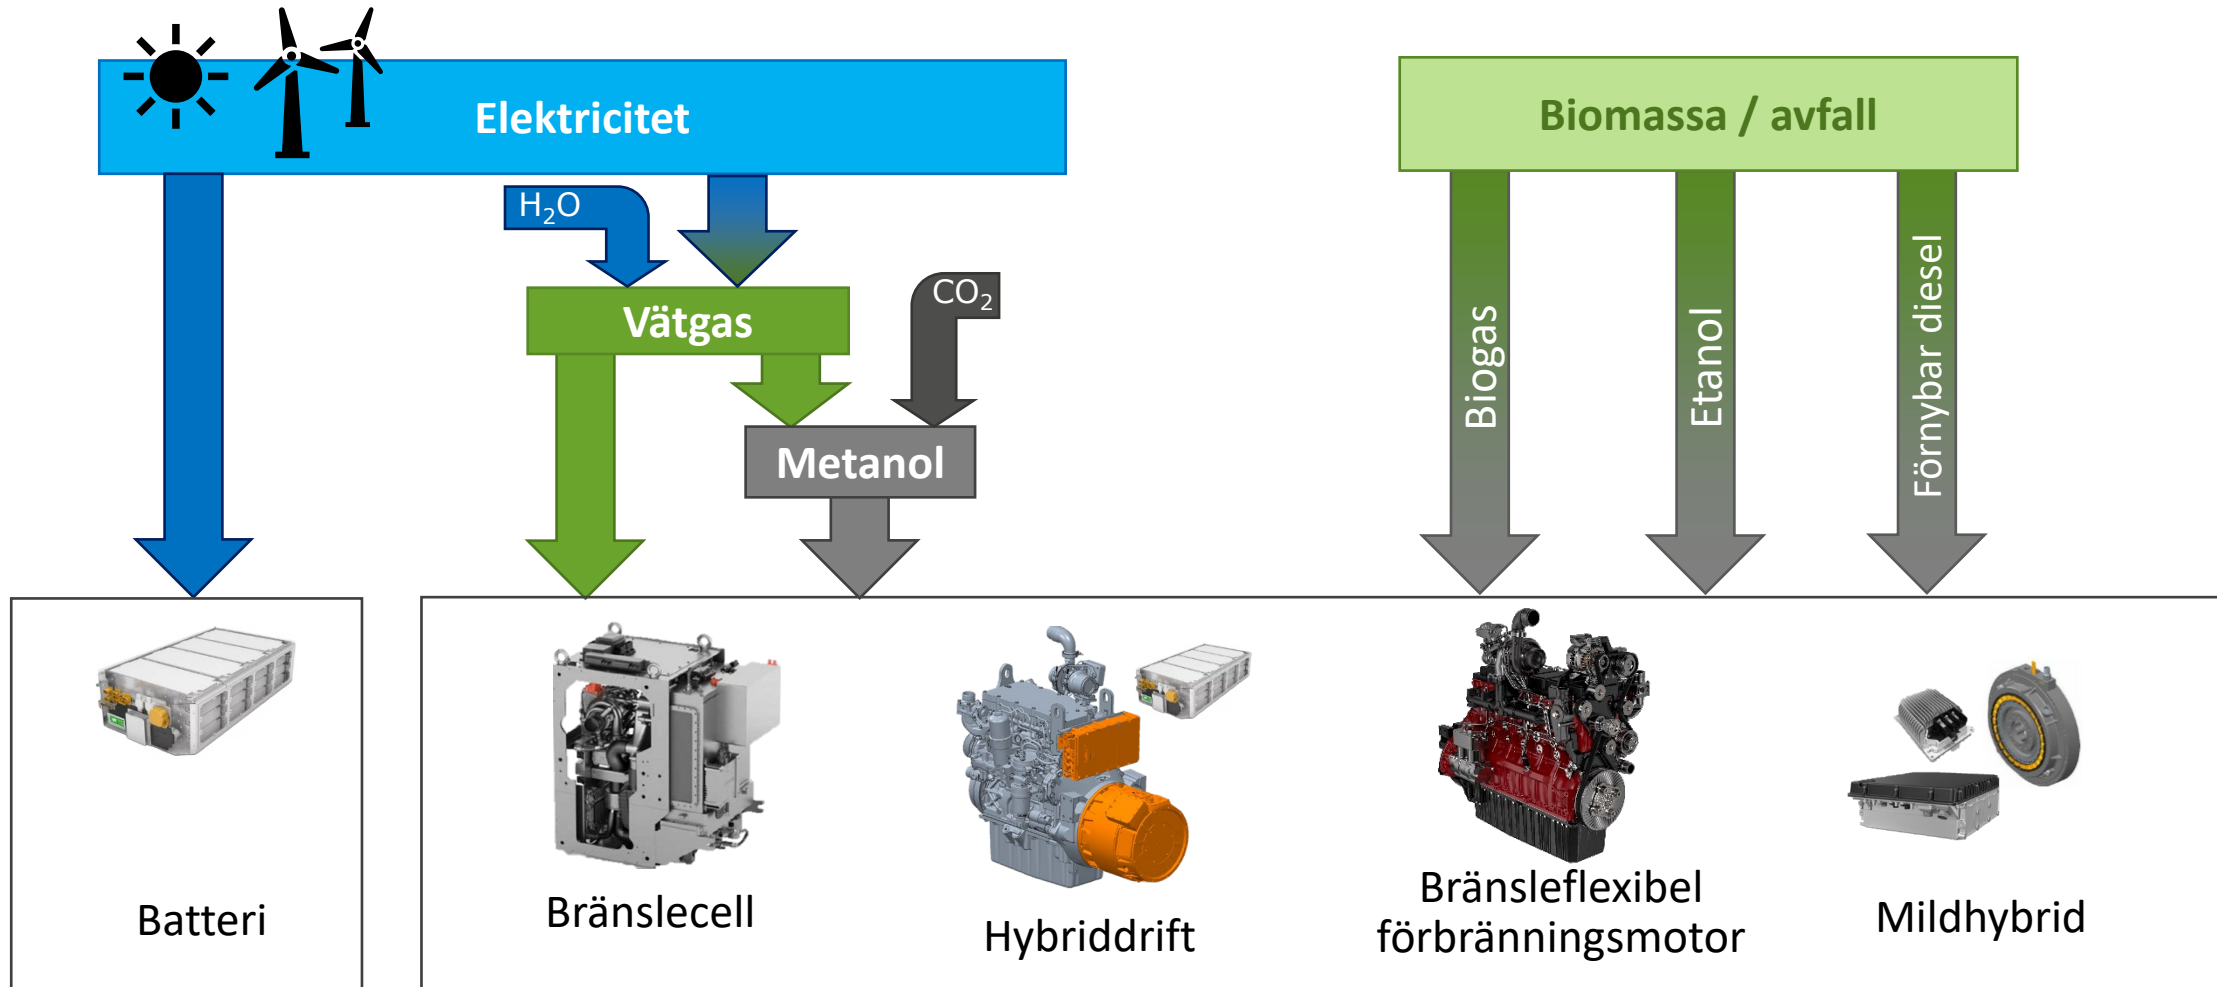 Elektricitet
Biomassa / avfall
H₂O
CO₂
Vätgas
Metanol
Biogas
Etanol
Förnybar diesel
Batteri
Bränslecell
Hybriddrift
Bränsleflexibel
förbränningsmotor
Mildhybrid